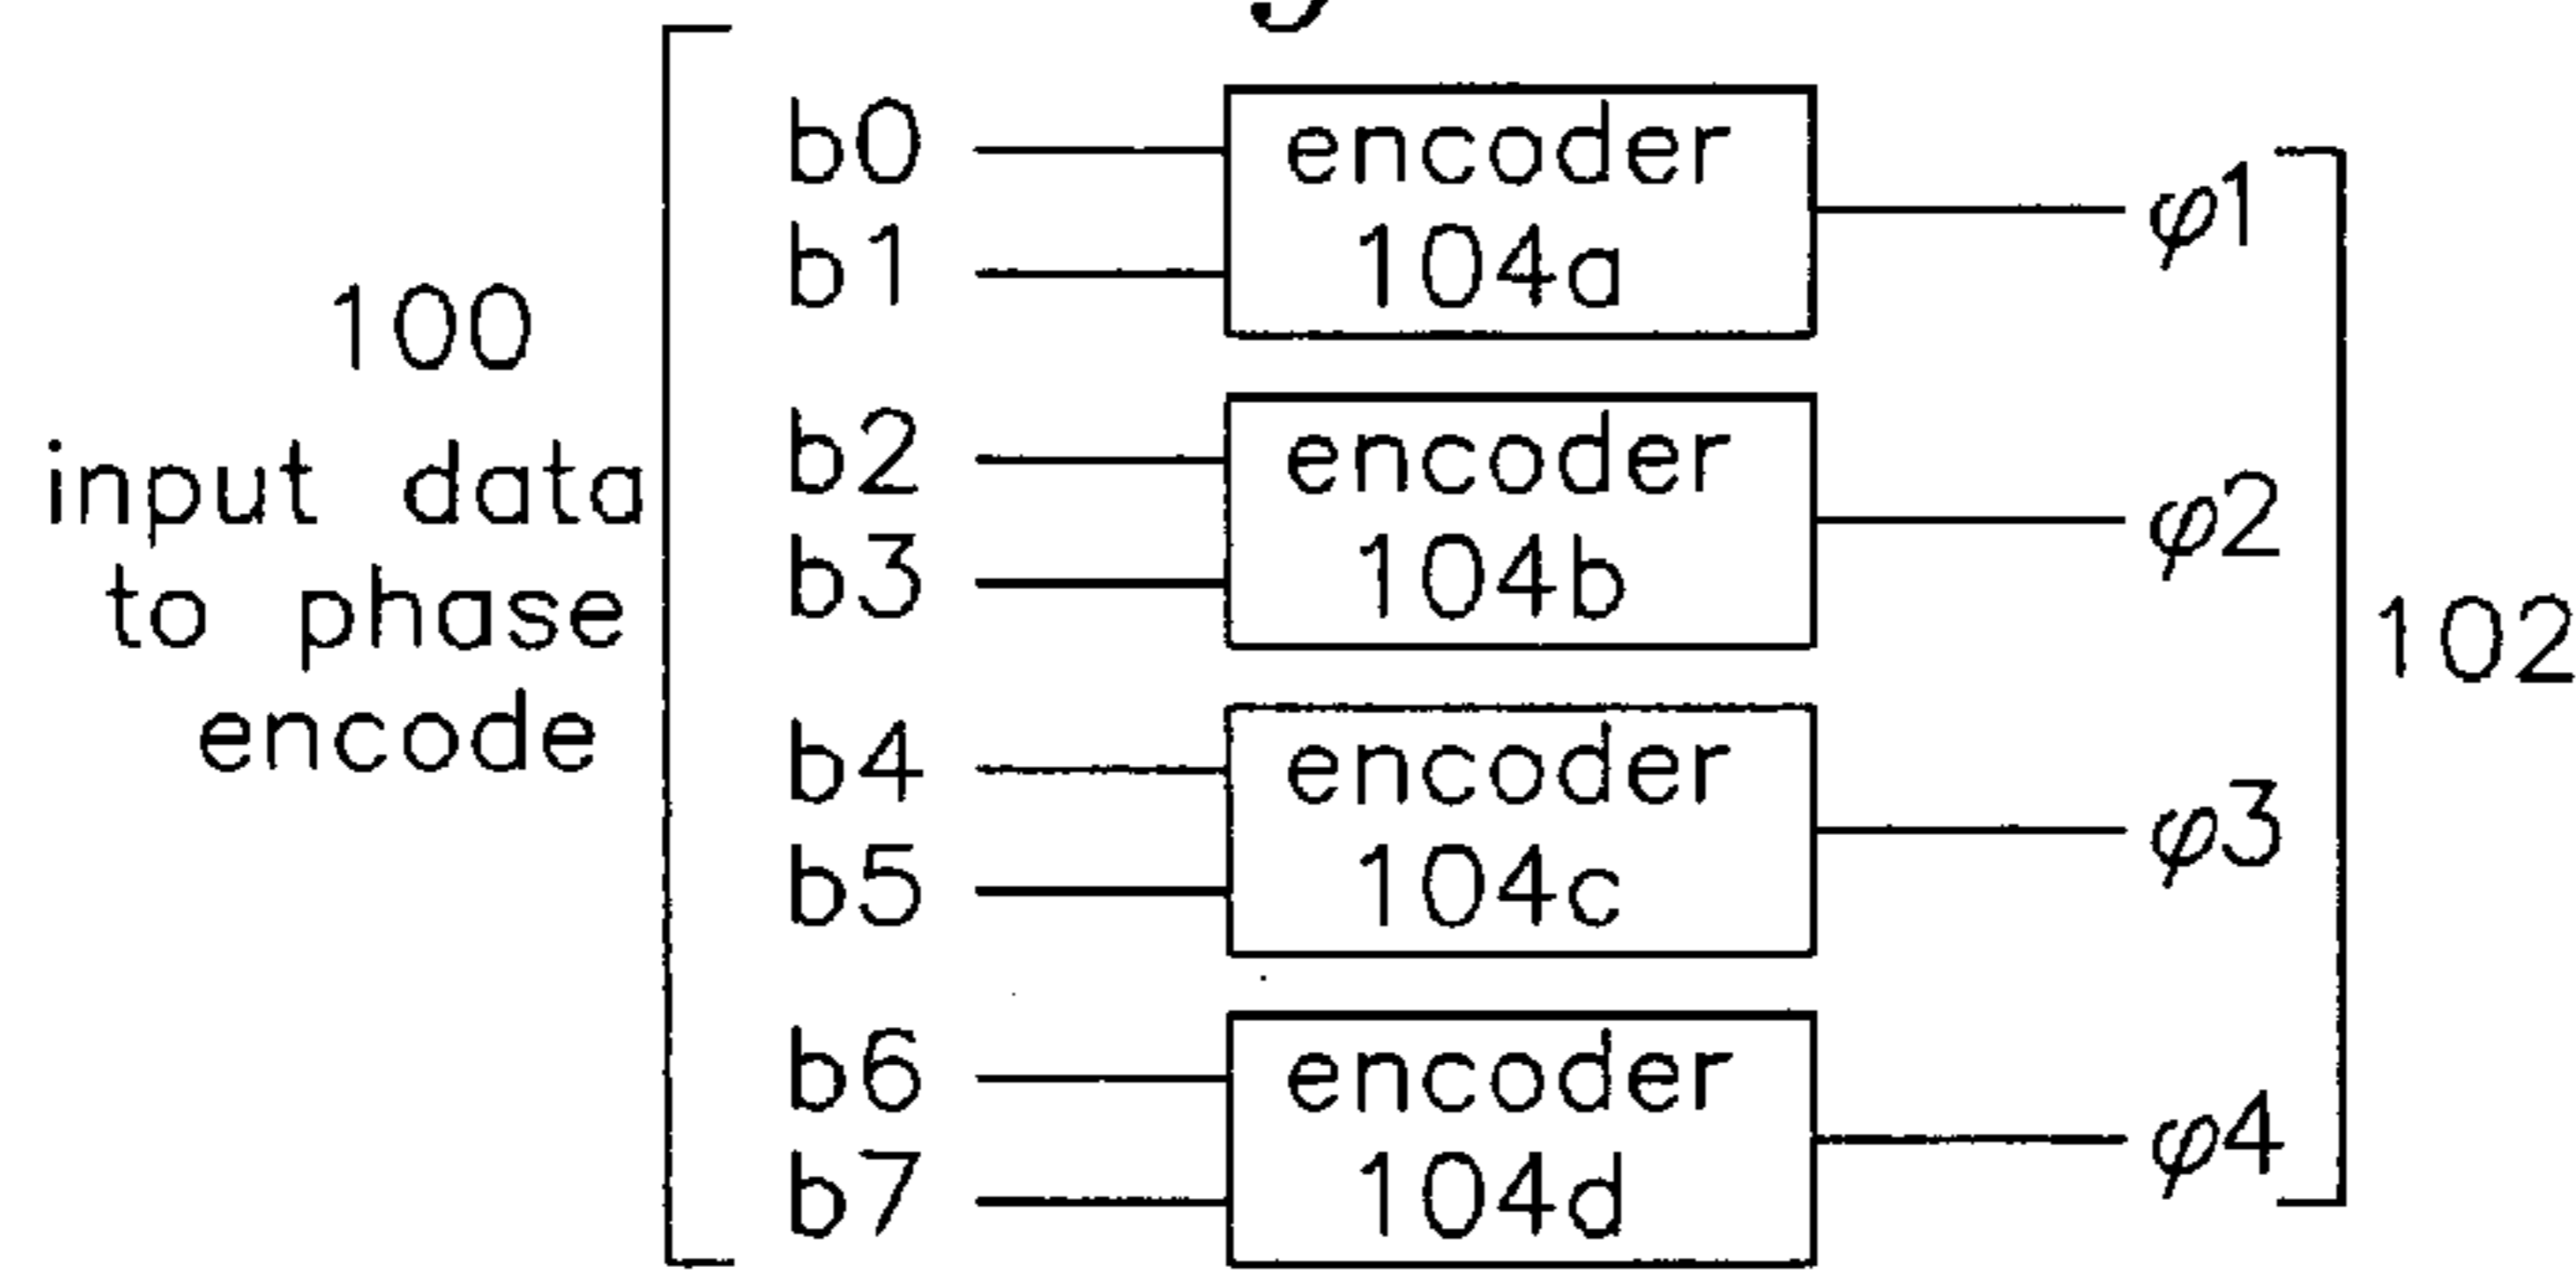 100
input data
to phase
encode
b0
b1
b2
b3
b4
b5
b6
b7
encoder
104a
encoder
104b
encoder
104c
encoder
104d
φ1
φ2
φ3
φ4
102